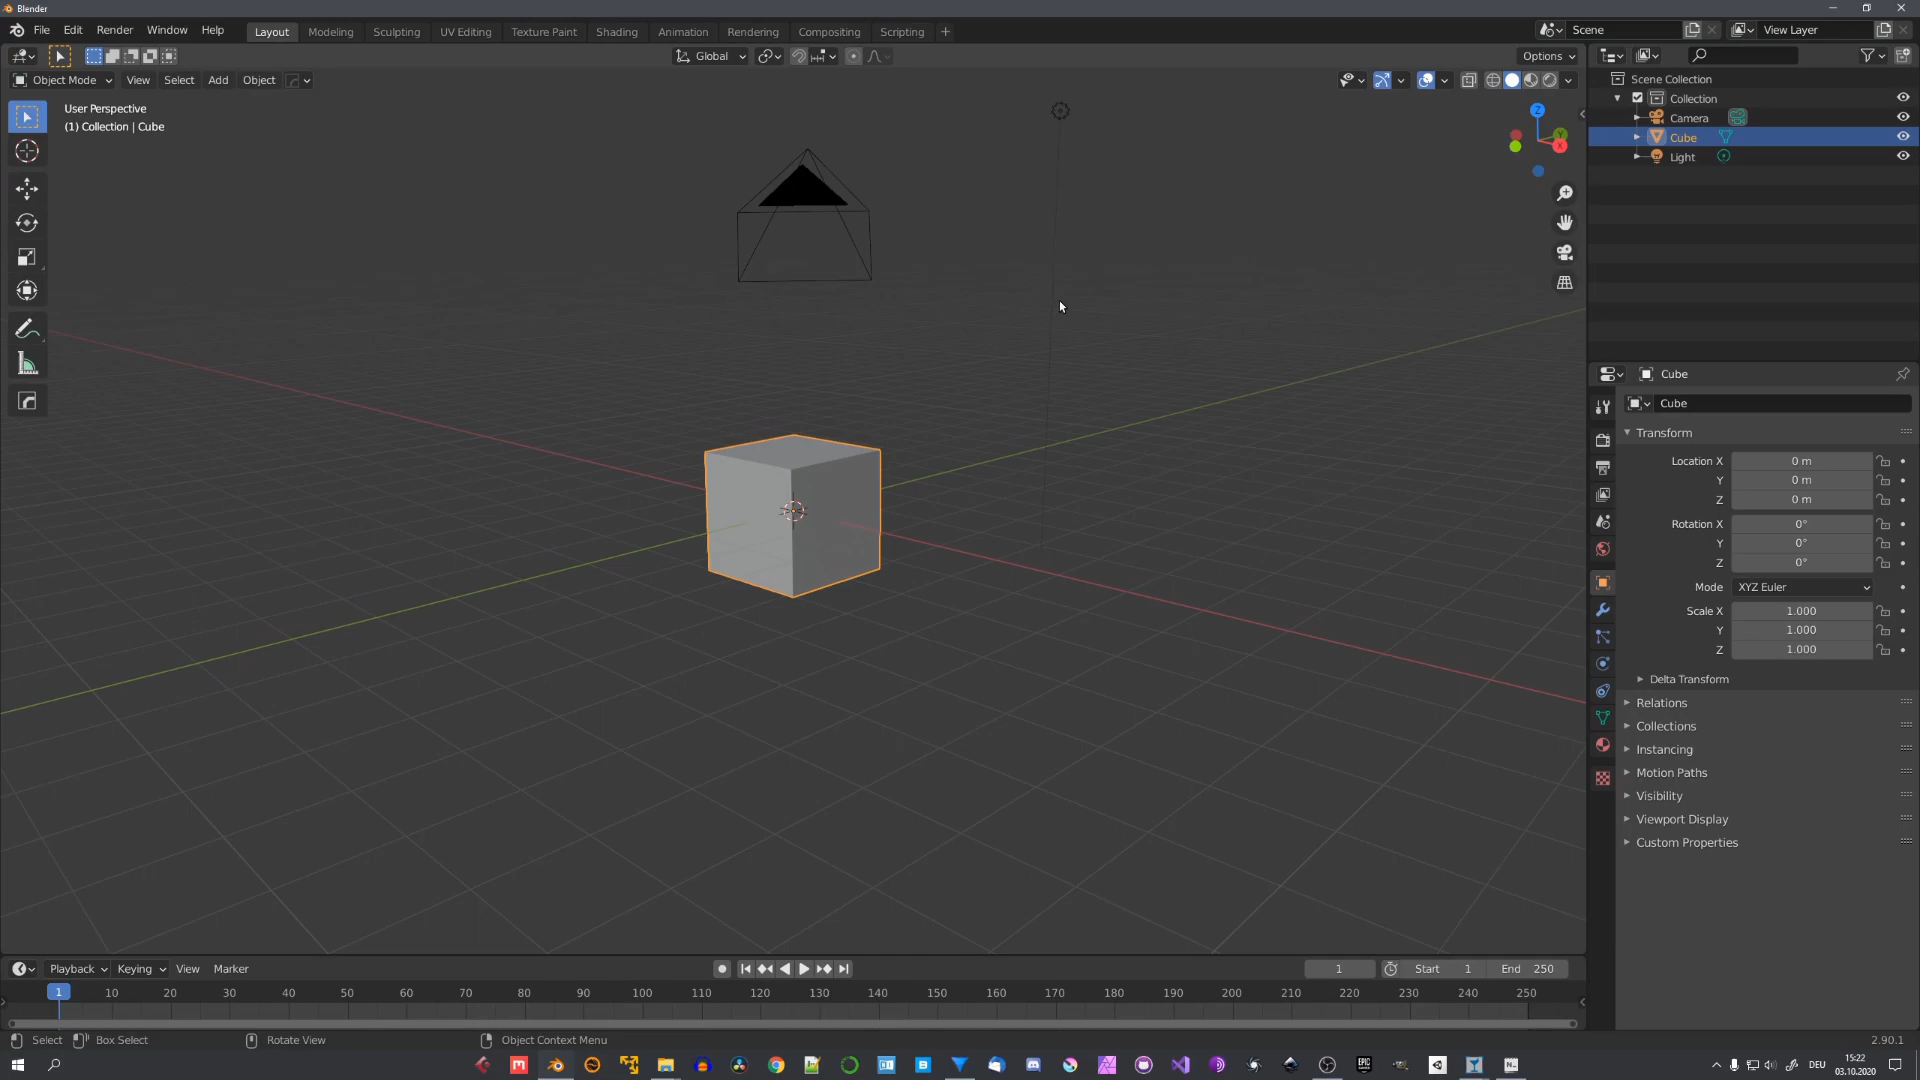 Blender
File Edit Render Window Help Layout Modeling Sculpting UV Editing Texture Paint Shading Animation Rendering Compositing Scripting + Scene View Layer
Global Options
Object Mode View Select Add Object
User Perspective
(1) Collection | Cube
Z
Y
X
Scene Collection
Collection
Camera
Cube
Light
Cube
Cube
Transform
Location X 0 m
Y 0 m
Z 0 m
Rotation X 0°
Y 0°
Z 0°
Mode XYZ Euler
Scale X 1.000
Y 1.000
Z 1.000
Delta Transform
Relations
Collections
Instancing
Motion Paths
Visibility
Viewport Display
Custom Properties
Playback Keying View Marker 1 Start 1 End 250
1 10 20 30 40 50 60 70 80 90 100 110 120 130 140 150 160 170 180 190 200 210 220 230 240 250
Select Box Select Rotate View Object Context Menu 2.90.1
DEU 15:22
03.10.2020